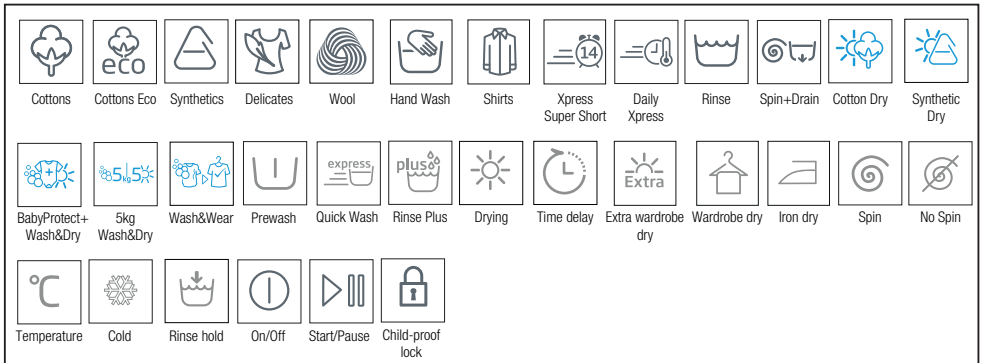 eco
14
Cottons Cottons Eco Synthetics Delicates Wool Hand Wash Shirts Xpress Super Short Daily Xpress Rinse Spin+Drain Cotton Dry Synthetic Dry
5kg 5
express
plus
Extra
BabyProtect+ Wash&Dry 5kg Wash&Dry Wash&Wear Prewash Quick Wash Rinse Plus Drying Time delay Extra wardrobe dry Wardrobe dry Iron dry Spin No Spin
°C
Temperature Cold Rinse hold On/Off Start/Pause Child-proof lock